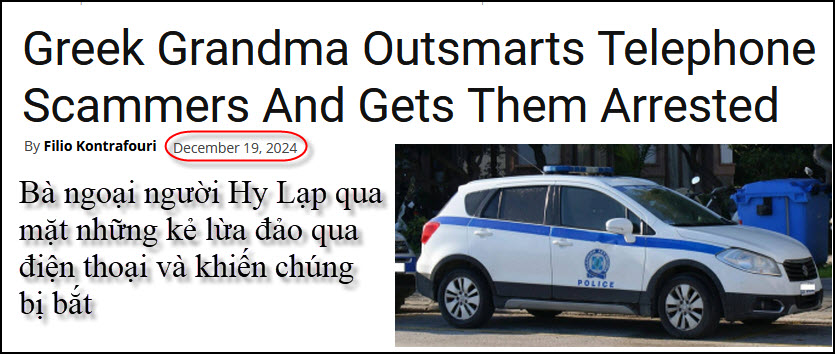 Greek Grandma Outsmarts Telephone
Scammers And Gets Them Arrested
By Filio Kontrafouri December 19, 2024
Bà ngoại người Hy Lạp qua
mặt những kẻ lừa đảo qua
điện thoại và khiến chúng
bị bắt
POLICE